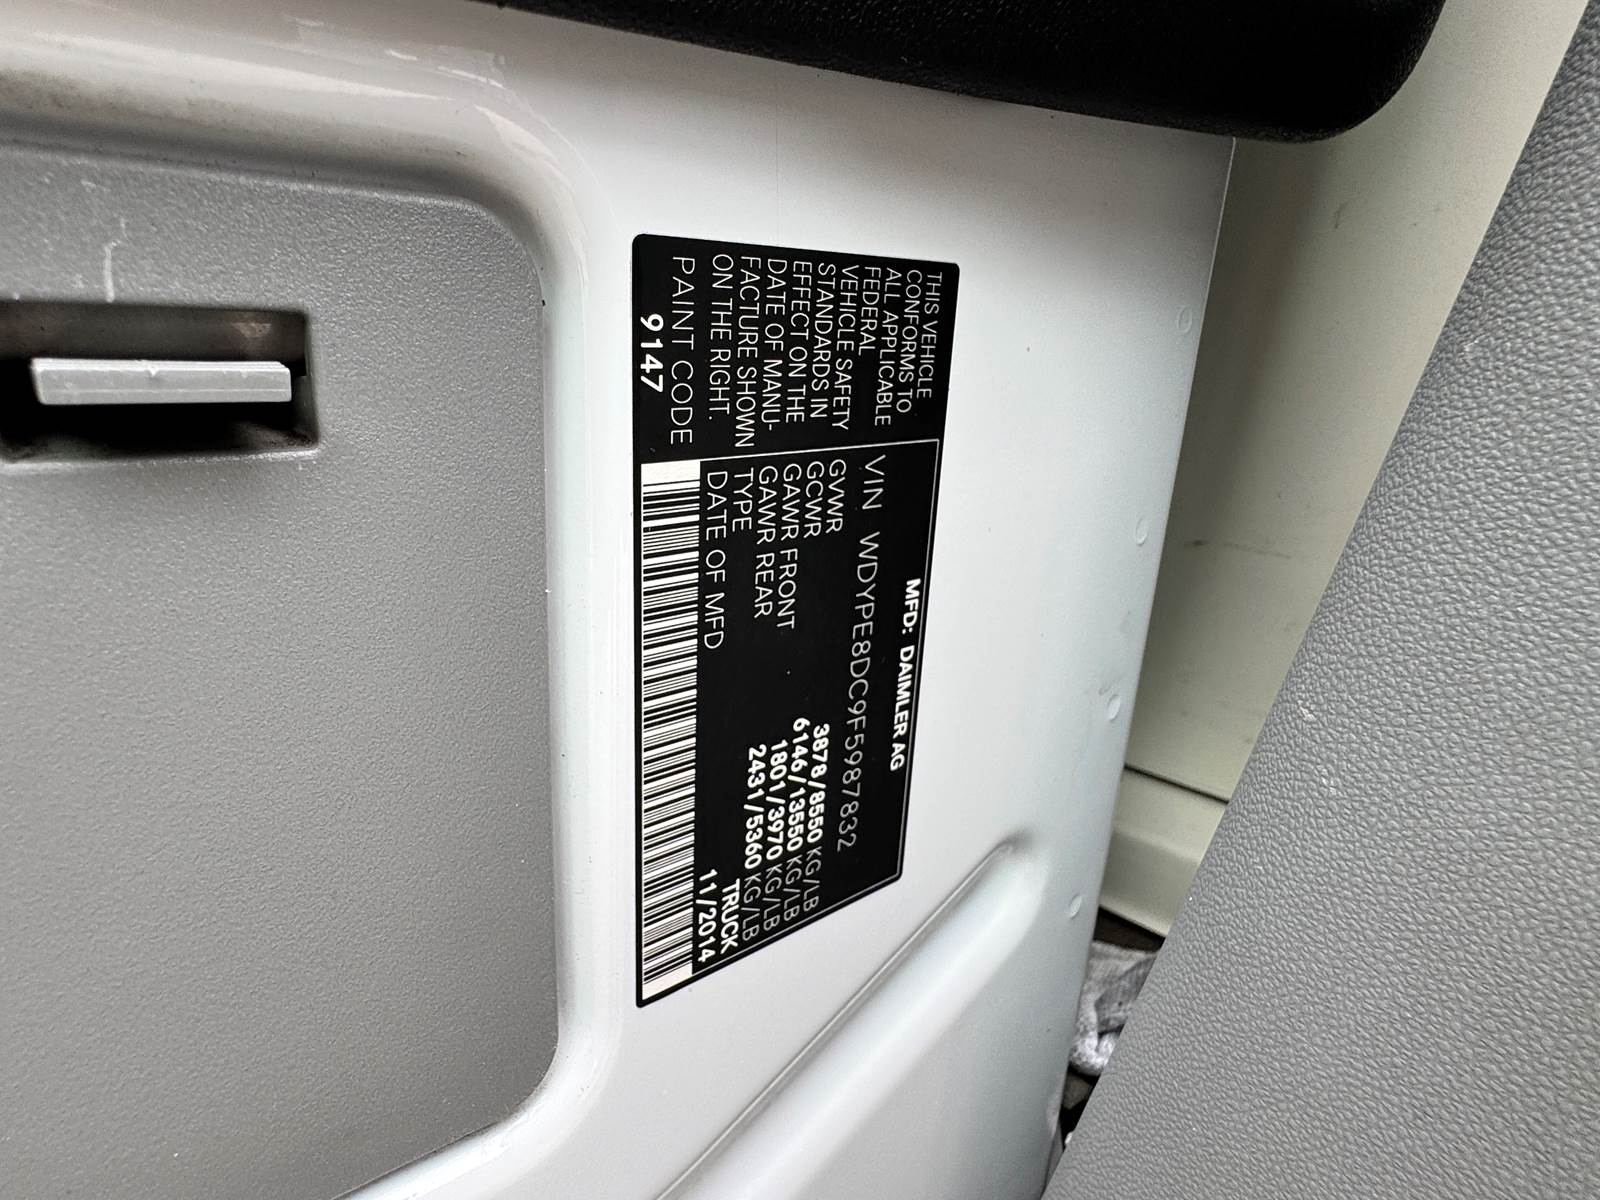 MFD: DAIMLER AG
THIS VEHICLE
CONFORMS TO
ALL APPLICABLE
FEDERAL
VEHICLE SAFETY
STANDARDS IN
EFFECT ON THE
DATE OF MANU-
FACTURE SHOWN
ON THE RIGHT.
PAINT CODE
9147
VIN WDYPE8DC9F5987832
GVWR 3878/8550 KG/LB
GCWR 6146/13550 KG/LB
GAWR FRONT 1801/3970 KG/LB
GAWR REAR 2431/5360 KG/LB
TYPE TRUCK
DATE OF MFD 11/2014